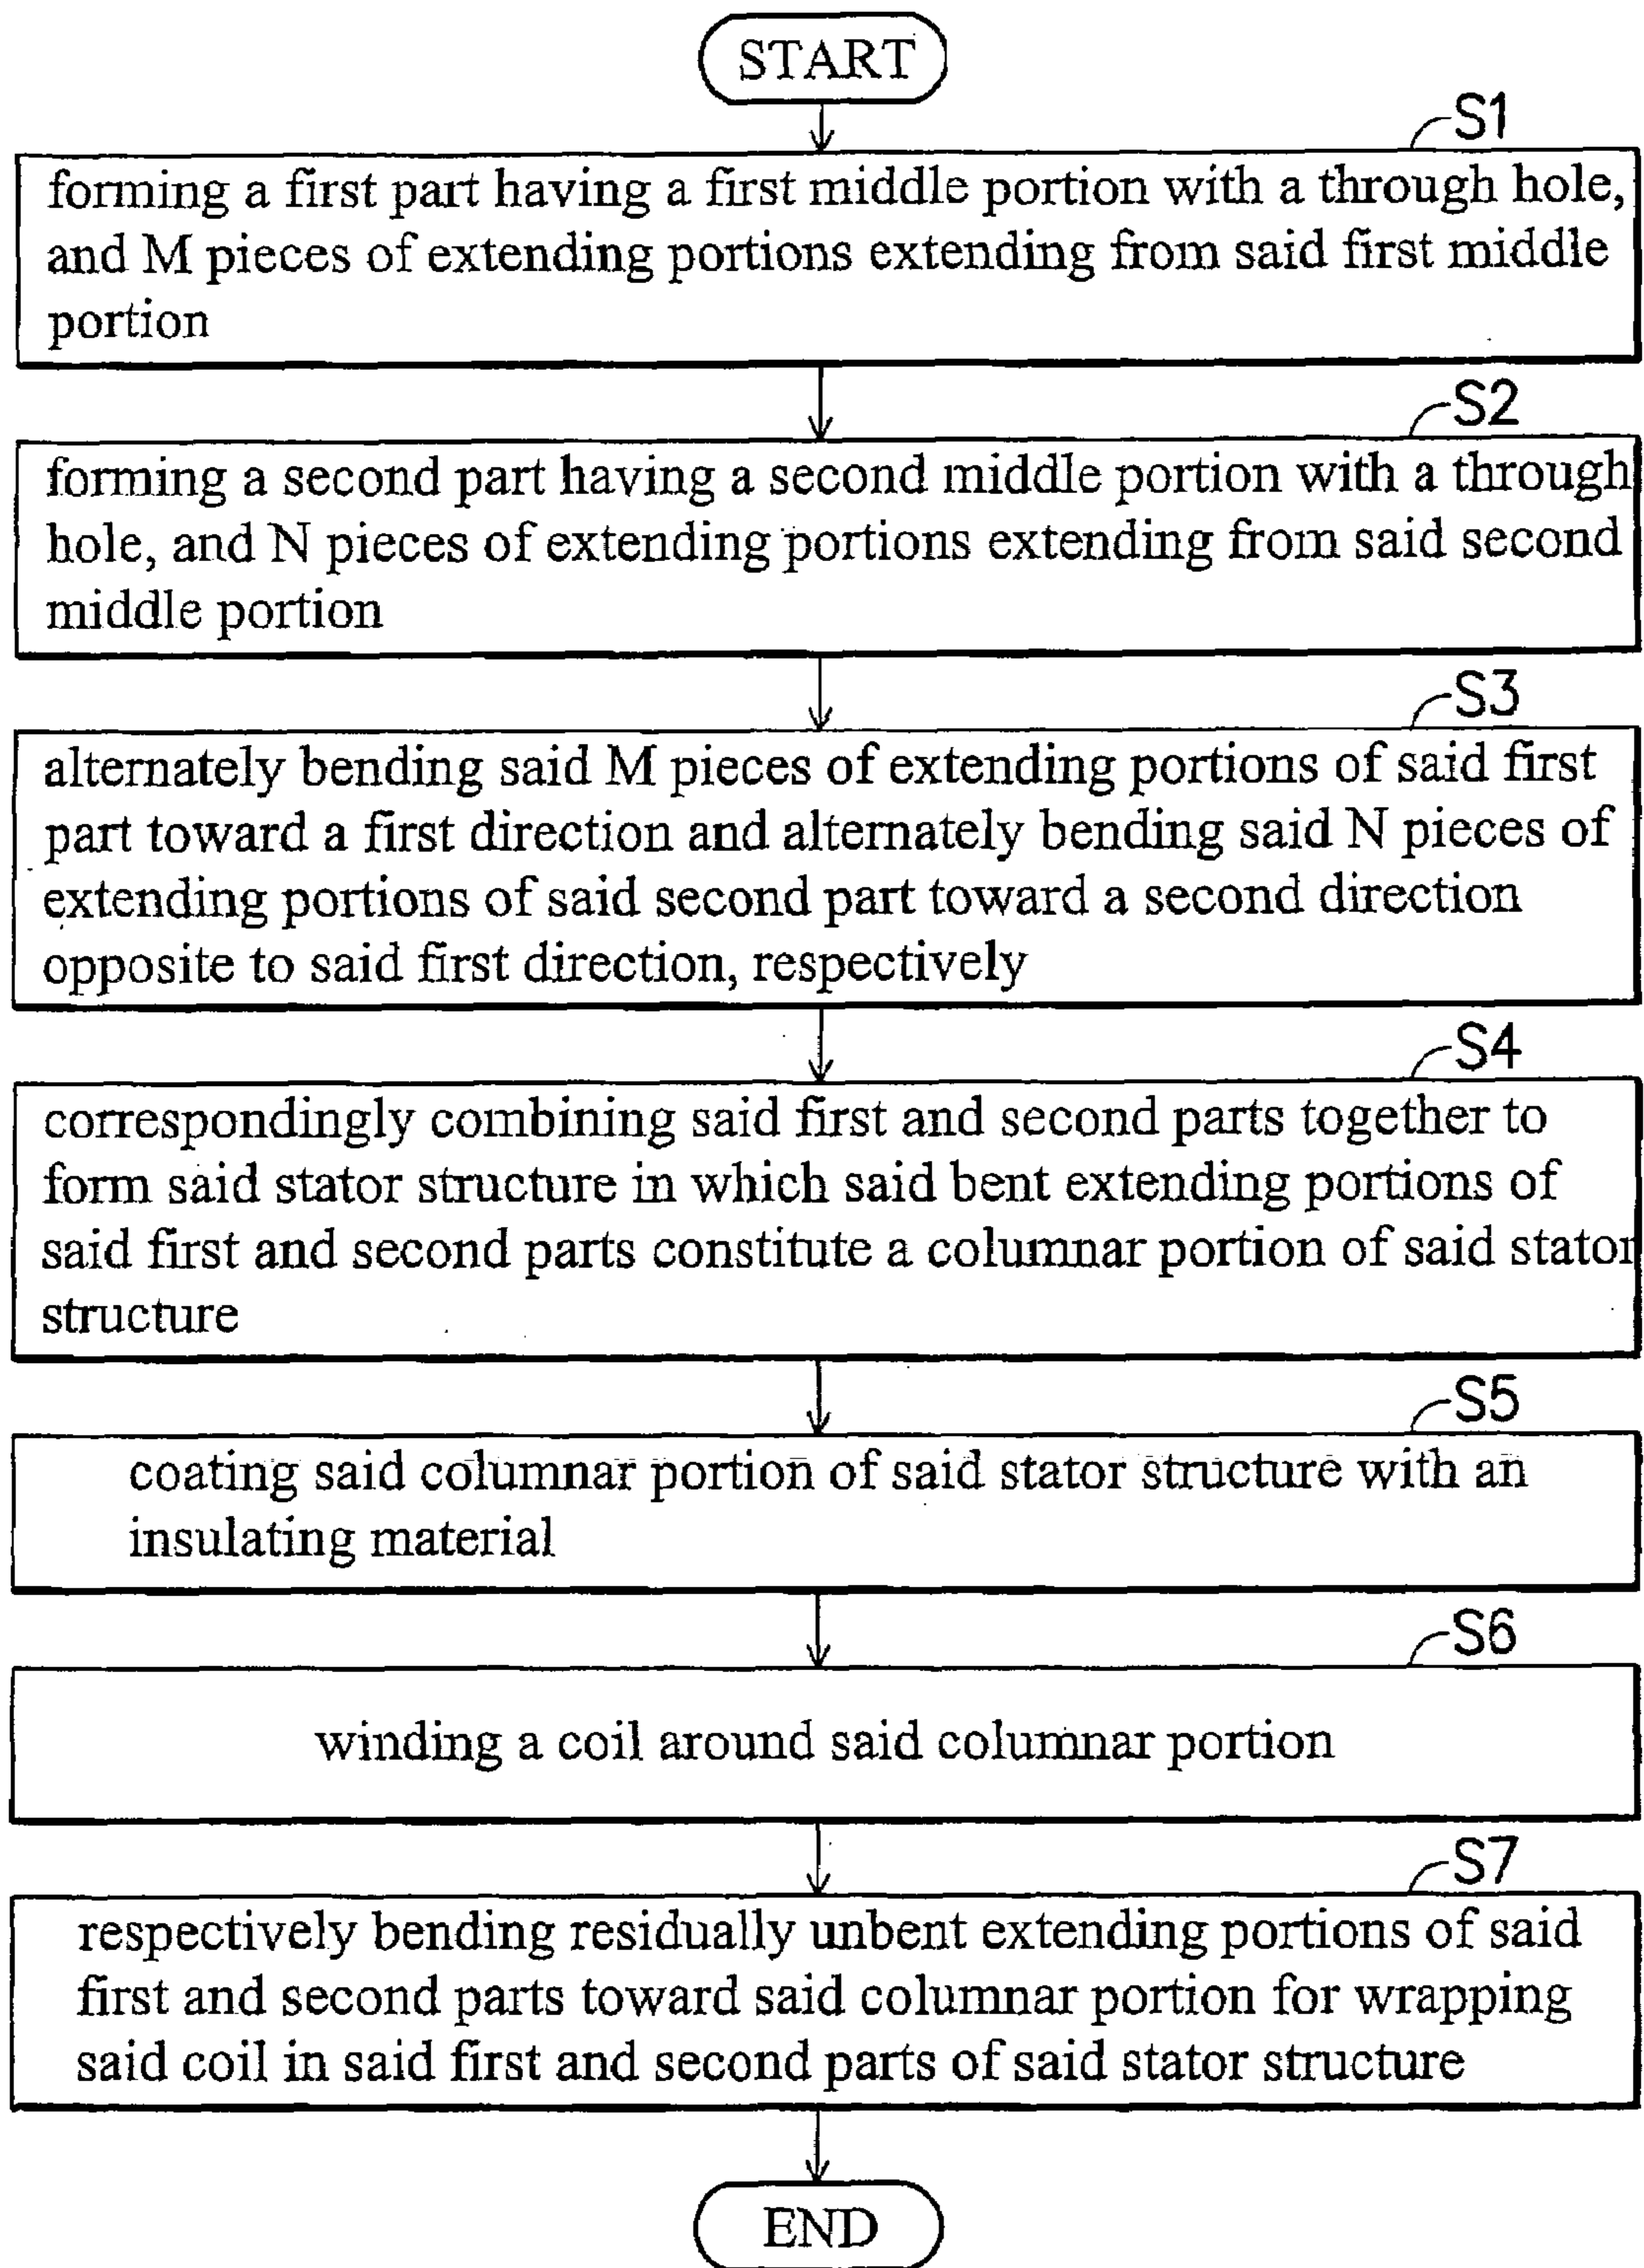 START
S1
forming a first part having a first middle portion with a through hole,
and M pieces of extending portions extending from said first middle
portion
S2
forming a second part having a second middle portion with a through
hole, and N pieces of extending portions extending from said second
middle portion
S3
alternately bending said M pieces of extending portions of said first
part toward a first direction and alternately bending said N pieces of
extending portions of said second part toward a second direction
opposite to said first direction, respectively
S4
correspondingly combining said first and second parts together to
form said stator structure in which said bent extending portions of
said first and second parts constitute a columnar portion of said stator
structure
S5
coating said columnar portion of said stator structure with an
insulating material
S6
winding a coil around said columnar portion
S7
respectively bending residually unbent extending portions of said
first and second parts toward said columnar portion for wrapping
said coil in said first and second parts of said stator structure
END